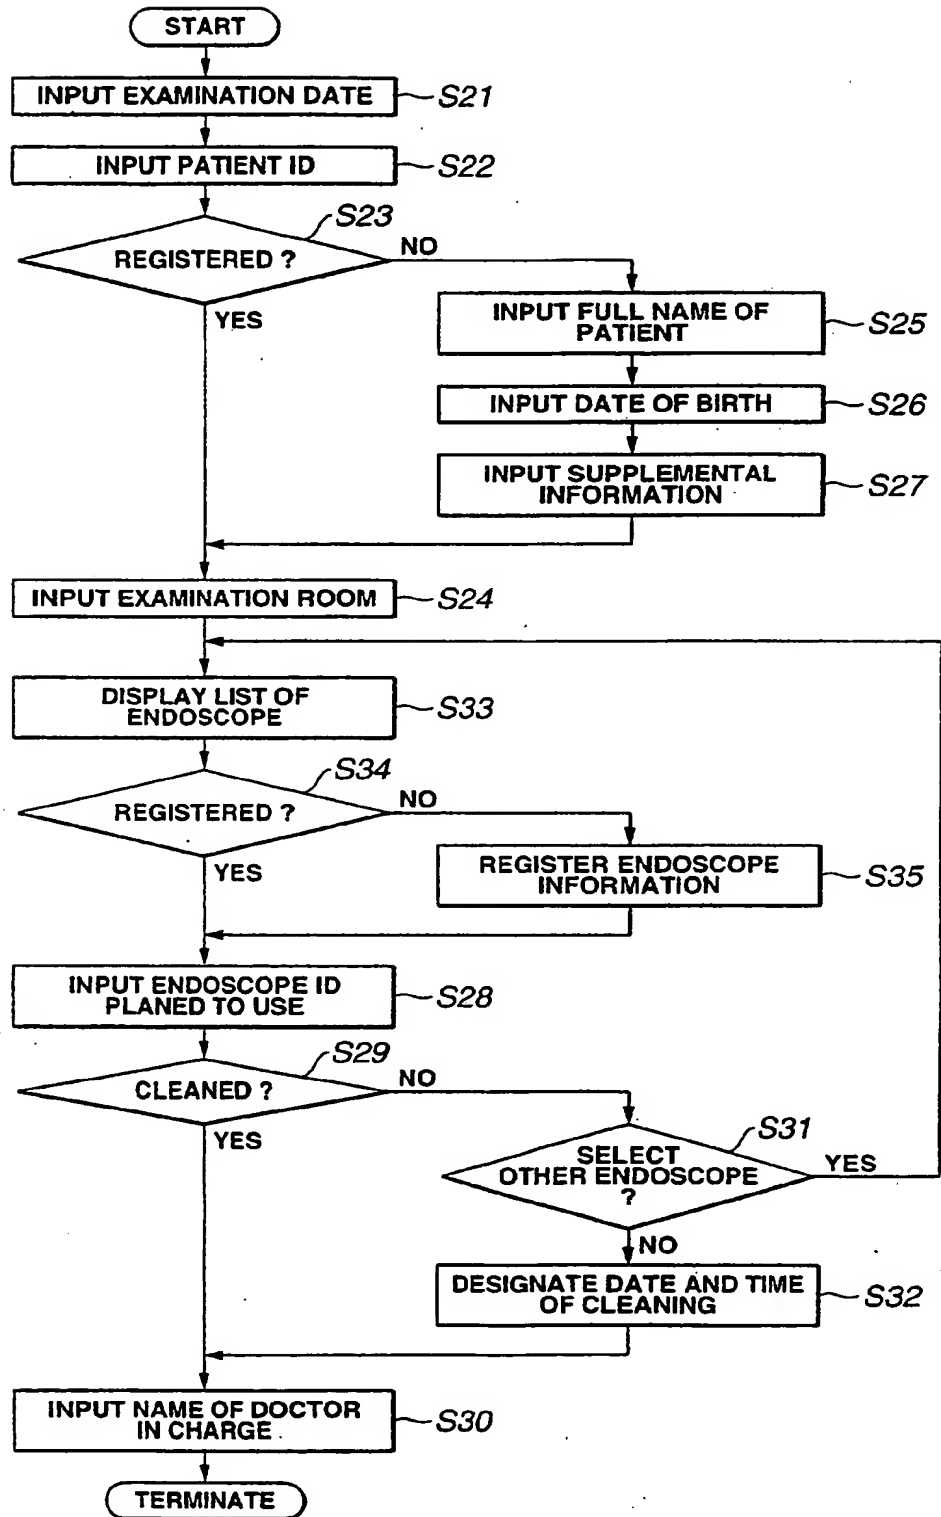 START
INPUT EXAMINATION DATE
S21
INPUT PATIENT ID
S22
S23
REGISTERED ?
NO
YES
INPUT FULL NAME OF
PATIENT
S25
INPUT DATE OF BIRTH
S26
INPUT SUPPLEMENTAL
INFORMATION
S27
INPUT EXAMINATION ROOM
S24
DISPLAY LIST OF
ENDOSCOPE
S33
S34
REGISTERED ?
NO
YES
REGISTER ENDOSCOPE
INFORMATION
S35
INPUT ENDOSCOPE ID
PLANED TO USE
S28
S29
CLEANED ?
NO
YES
S31
SELECT
OTHER ENDOSCOPE
?
YES
NO
DESIGNATE DATE AND TIME
OF CLEANING
S32
INPUT NAME OF DOCTOR
IN CHARGE
S30
TERMINATE